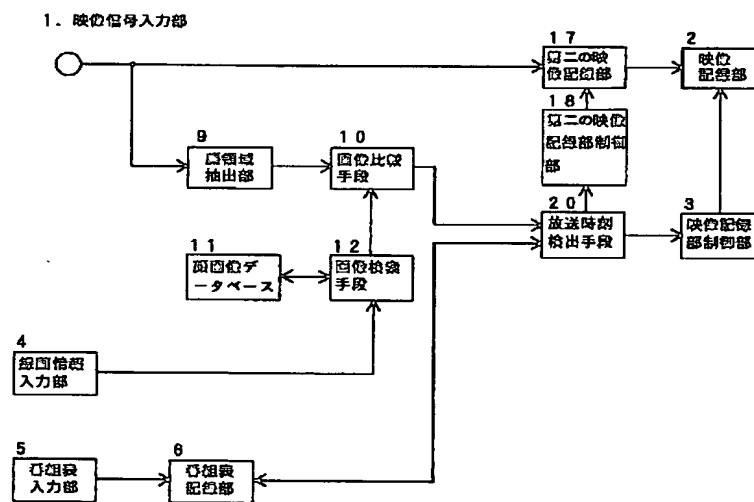 1. 映像信号入力部
17
第二の映
像記録部
2
映像
記録部
18
第二の映像
記録部制御
部
9
顔領域
抽出部
10
画像比較
手段
20
放送時刻
検出手段
3
映像記録
部制御部
11
顔画像デ
ータベース
12
画像検索
手段
4
録画情報
入力部
5
番組表
入力部
6
番組表
記録部